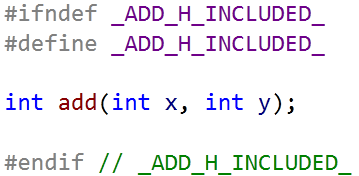 #ifndef _ADD_H_INCLUDED_
#define _ADD_H_INCLUDED_
int add(int x, int y);
#endif // _ADD_H_INCLUDED_